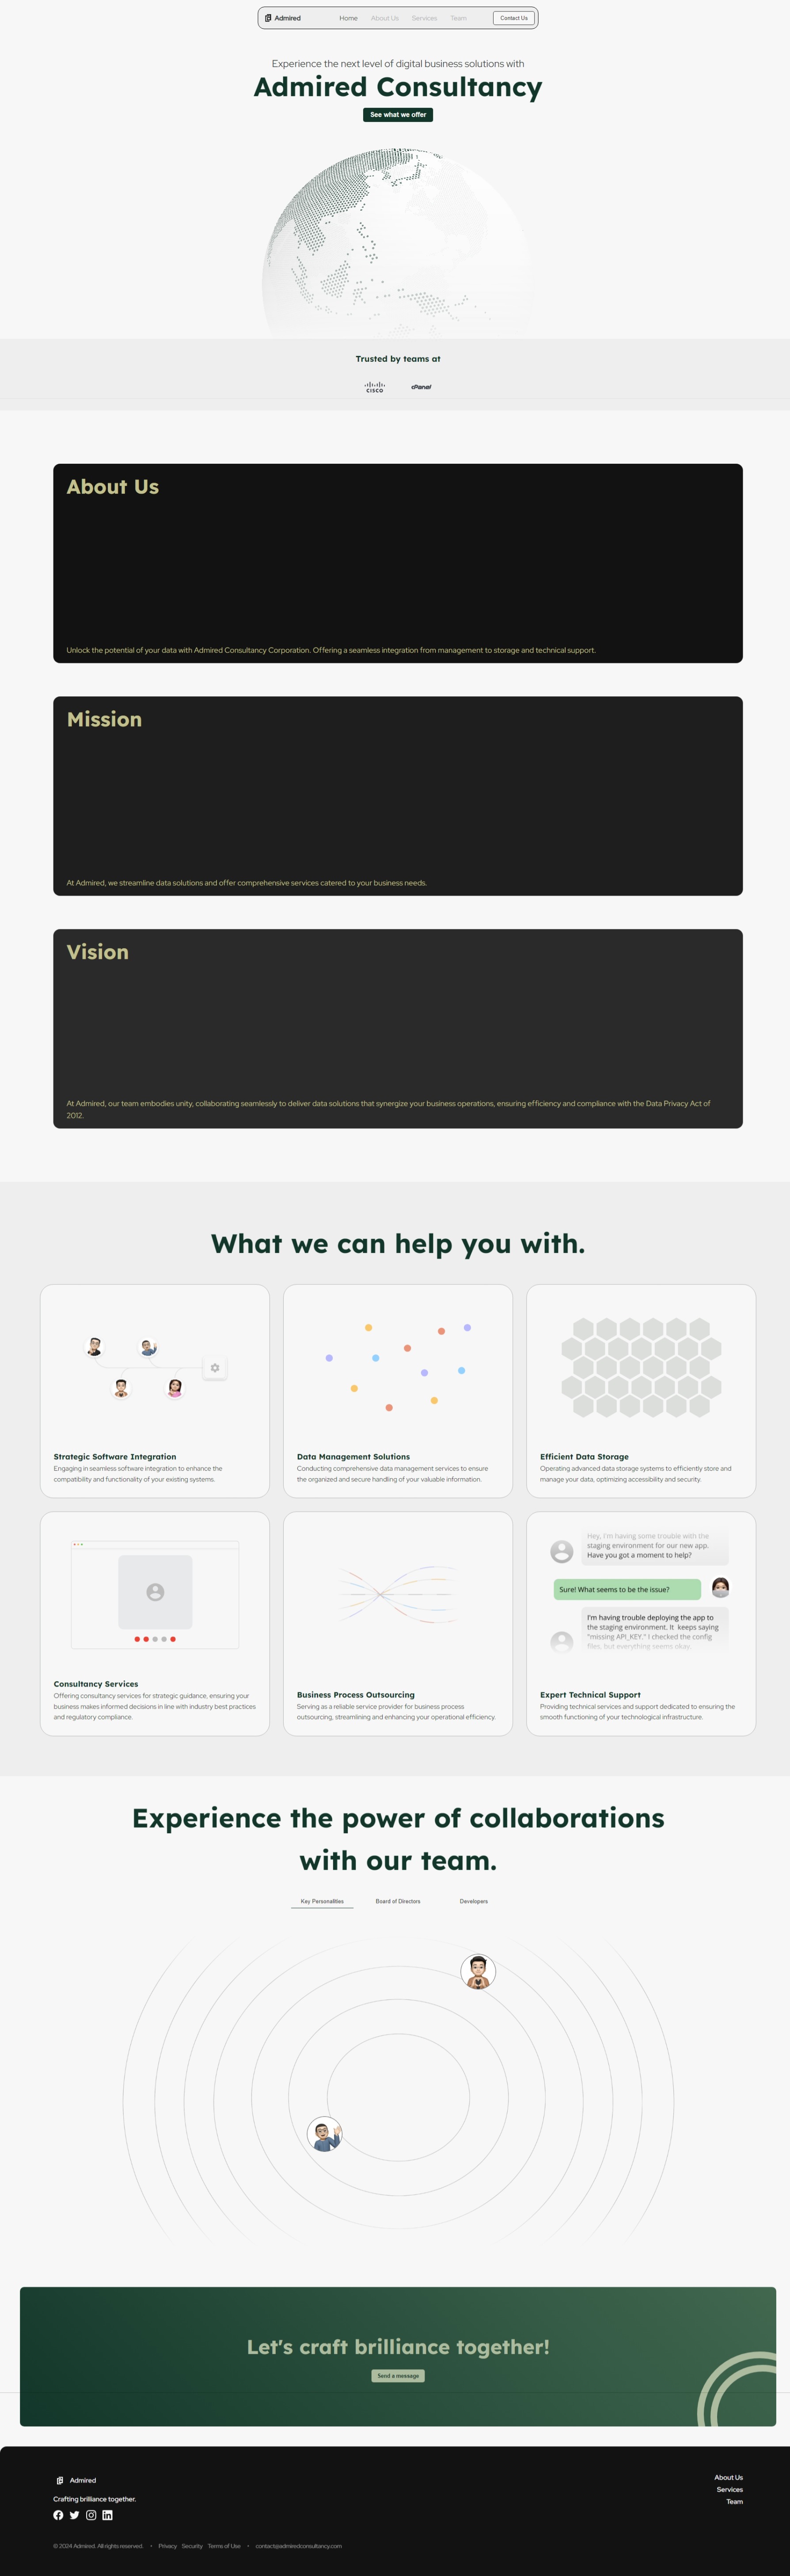 Admired
Home
About Us
Services
Team
Contact Us
Experience the next level of digital business solutions with
Admired Consultancy
See what we offer
Trusted by teams at
CISCO
cPanel
About Us
Unlock the potential of your data with Admired Consultancy Corporation. Offering a seamless integration from management to storage and technical support.
Mission
At Admired, we streamline data solutions and offer comprehensive services catered to your business needs.
Vision
At Admired, our team embodies unity, collaborating seamlessly to deliver data solutions that synergize your business operations, ensuring efficiency and compliance with the Data Privacy Act of
2012.
What we can help you with.
Strategic Software Integration
Engaging in seamless software integration to enhance the
compatibility and functionality of your existing systems.
Data Management Solutions
Conducting comprehensive data management services to ensure
the organized and secure handling of your valuable information.
Efficient Data Storage
Operating advanced data storage systems to efficiently store and
manage your data, optimizing accessibility and security.
Consultancy Services
Offering consultancy services for strategic guidance, ensuring your
business makes informed decisions in line with industry best practices
and regulatory compliance.
Business Process Outsourcing
Serving as a reliable service provider for business process
outsourcing, streamlining and enhancing your operational efficiency.
Hey, I'm having some trouble with the
staging environment for our new app.
Have you got a moment to help?
Sure! What seems to be the issue?
I'm having trouble deploying the app to
the staging environment. It keeps saying
"missing API_KEY." I checked the config
files, but everything seems okay.
Expert Technical Support
Providing technical services and support dedicated to ensuring the
smooth functioning of your technological infrastructure.
Experience the power of collaborations
with our team.
Key Personalities
Board of Directors
Developers
Let's craft brilliance together!
Send a message
Admired
Crafting brilliance together.
About Us
Services
Team
© 2024 Admired. All rights reserved. • Privacy Security Terms of Use • contact@admiredconsultancy.com